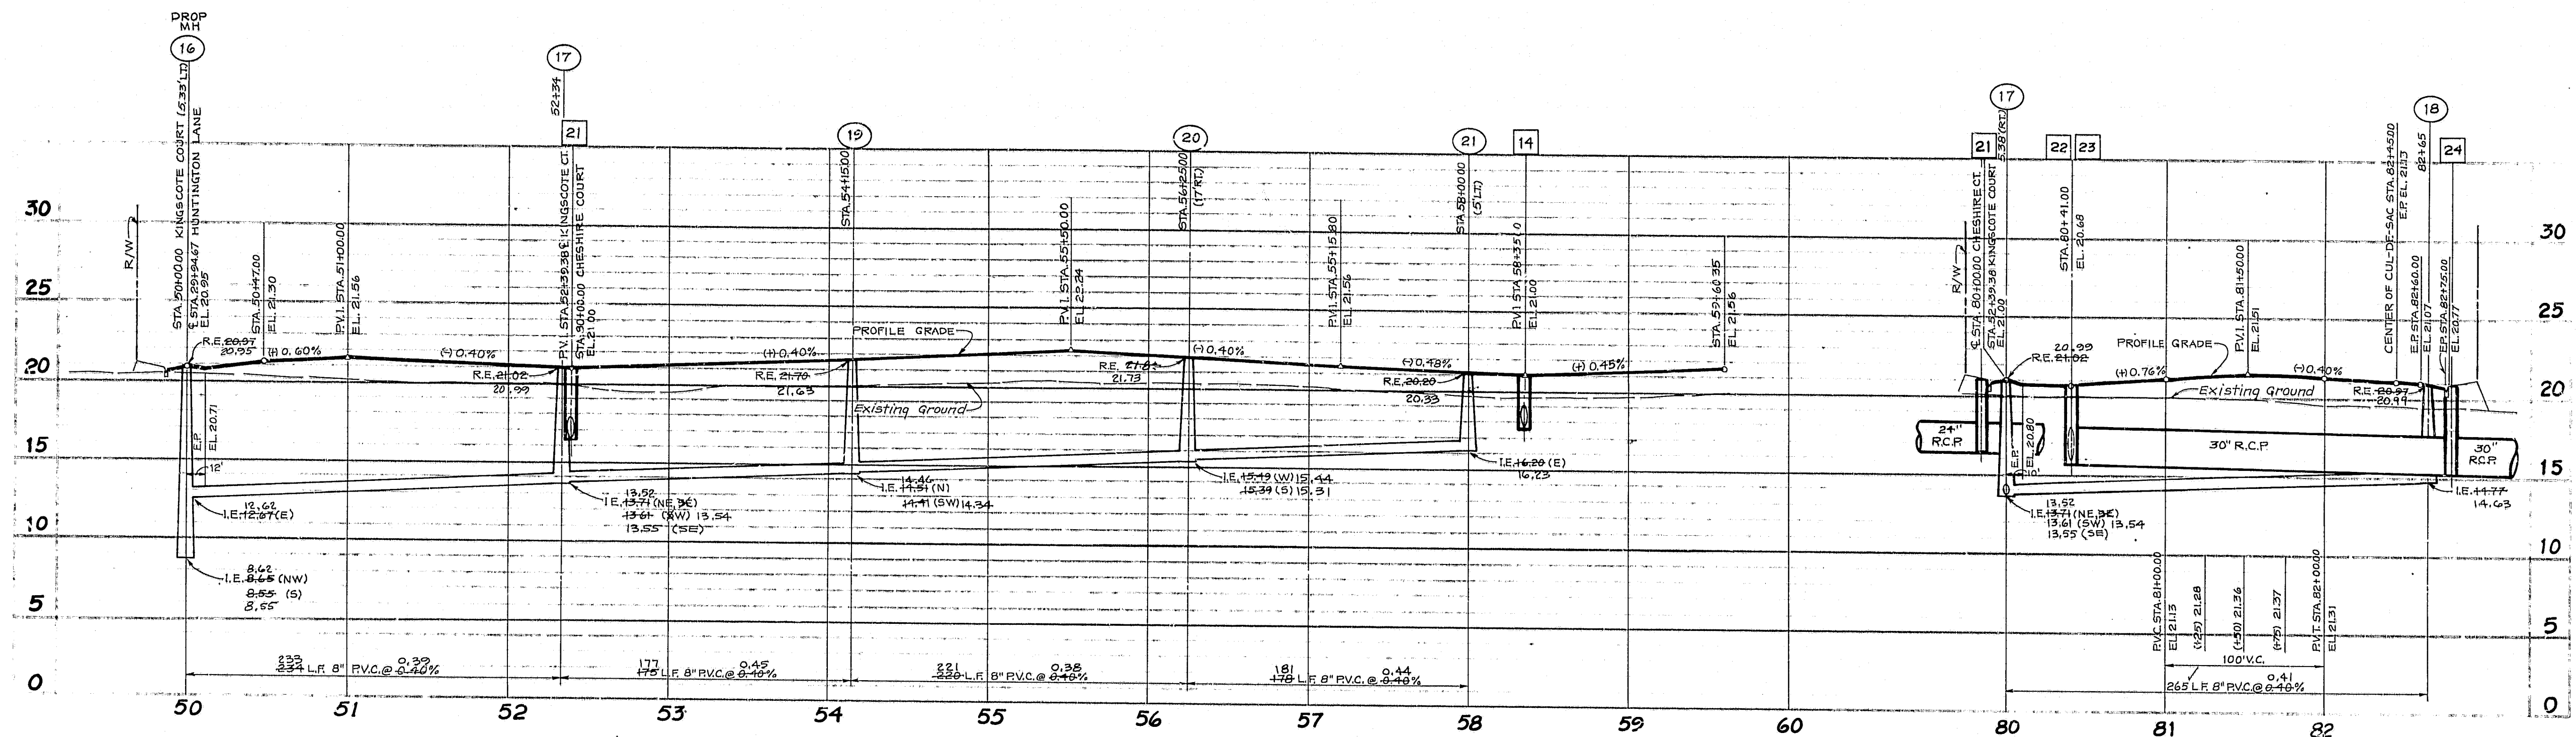 DROP
MH
16
STA. 50+00.00 KINGSCOTE COURT (5.33' LT.)
℄ STA. 29+94.67 HUNTINGTON LANE
EL. 20.95
R/W
STA. 50+47.00
EL. 21.30
P.V.I. STA. 51+00.00
EL. 21.56
17
52+34
21
P.V.I. STA. 52+39.38 ℄ KINGSCOTE CT.
STA. 90+00.00 CHESHIRE COURT
EL. 21.00
19
STA. 54+15.00
P.V.I. STA. 55+50.00
EL. 22.24
20
STA. 56+25.00
(17' RT.)
P.V.I. STA. 55+15.80
EL. 21.56
21
STA. 58+00.00
(5' LT.)
14
P.V.I. STA. 58+35.00
EL. 21.00
STA. 59+60.35
EL. 21.56
R/W
21
℄ STA. 80+00.00 CHESHIRE CT.
STA. 52+39.38 KINGSCOTE COURT
EL. 21.00
17
5.38' (RT.)
22
23
STA. 80+41.00
EL. 20.68
P.V.I. STA. 81+50.00
EL. 21.51
CENTER OF CUL-DE-SAC STA. 82+45.00
E.P. EL. 21.13
E.P. STA. 82+60.00
EL. 21.07
18
82+65
24
E.P. STA. 82+75.00
EL. 20.77
30
25
20
15
10
5
0
30
25
20
15
10
5
0
R.E. 20.97
20.95
(+) 0.60%
(-) 0.40%
R.E. 21.02
20.99
(+) 0.40%
PROFILE GRADE
R.E. 21.70
21.63
Existing Ground
R.E.
21.73
(-) 0.40%
(-) 0.48%
R.E. 20.20
20.33
(+) 0.45%
20.99
R.E. 21.02
PROFILE GRADE
(+) 0.76%
(-) 0.40%
Existing Ground
R.E. 20.97
20.99
E.P.
EL. 20.71
12'
12.62
I.E. 12.67 (E)
8.62
I.E. 8.65 (NW)
8.55 (S)
8.55
13.52
I.E. 13.71 (NE, SE)
13.61 (SW) 13.54
13.55 (SE)
14.46
I.E. 14.51 (N)
14.41 (SW) 14.34
I.E. 15.49 (W) 15.44
15.39 (S) 15.31
I.E. 16.20 (E)
16.23
24"
R.C.P.
E.P.
EL. 20.80
10'
30" R.C.P.
30"
R.C.P.
13.52
I.E. 13.71 (NE, SE)
13.61 (SW) 13.54
13.55 (SE)
I.E. 14.77
14.63
P.V.C. STA. 81+00.00
EL. 21.13
(+25) 21.28
(+50) 21.36
(+75) 21.37
P.V.T. STA. 82+00.00
EL. 21.31
100' V.C.
233 0.39
234 L.F. 8" P.V.C. @ 0.40%
177 0.45
175 L.F. 8" P.V.C. @ 0.40%
221 0.38
220 L.F. 8" P.V.C. @ 0.40%
181 0.44
178 L.F. 8" P.V.C. @ 0.40%
0.41
265 L.F. 8" P.V.C. @ 0.40%
50 51 52 53 54 55 56 57 58 59 60 80 81 82